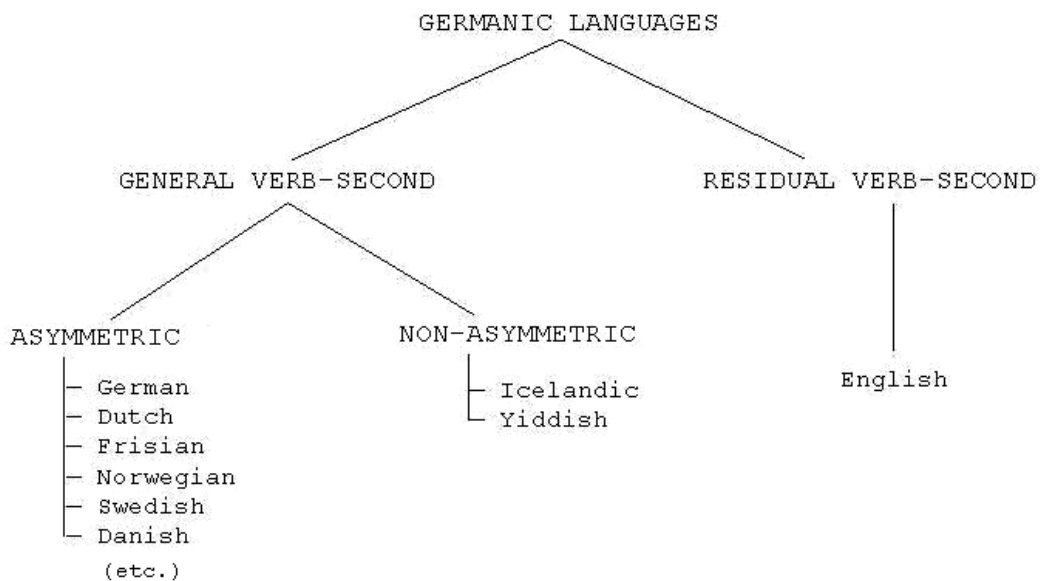 GERMANIC LANGUAGES
GENERAL VERB-SECOND
RESIDUAL VERB-SECOND
ASYMMETRIC
NON-ASYMMETRIC
German
Dutch
Frisian
Norwegian
Swedish
Danish
(etc.)
Icelandic
Yiddish
English